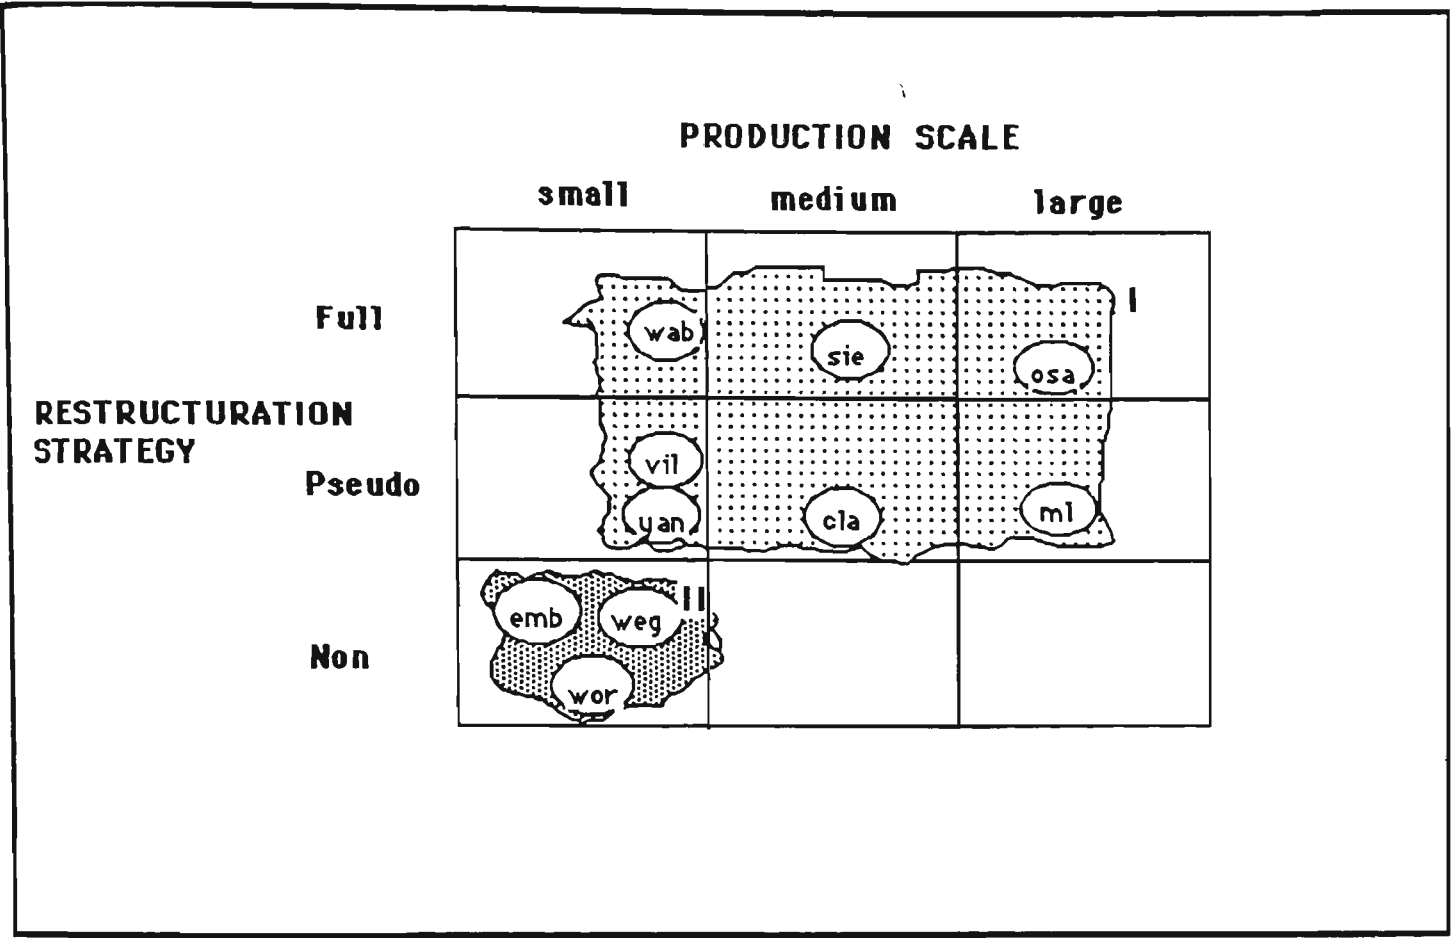 PRODUCTION SCALE
small medium large
Full
I
wab sie osa
RESTRUCTURATION
STRATEGY
Pseudo
vil
yan cla ml
Non
II
emb weg
wor